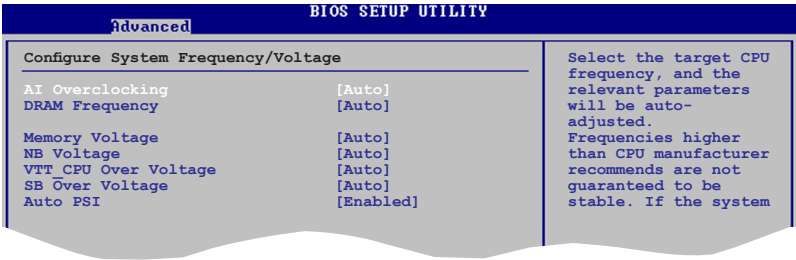 BIOS SETUP UTILITY
Advanced
Configure System Frequency/Voltage
AI Overclocking [Auto]
DRAM Frequency [Auto]
Memory Voltage [Auto]
NB Voltage [Auto]
VTT_CPU Over Voltage [Auto]
SB Over Voltage [Auto]
Auto PSI [Enabled]
Select the target CPU
frequency, and the
relevant parameters
will be auto-
adjusted.
Frequencies higher
than CPU manufacturer
recommends are not
guaranteed to be
stable. If the system